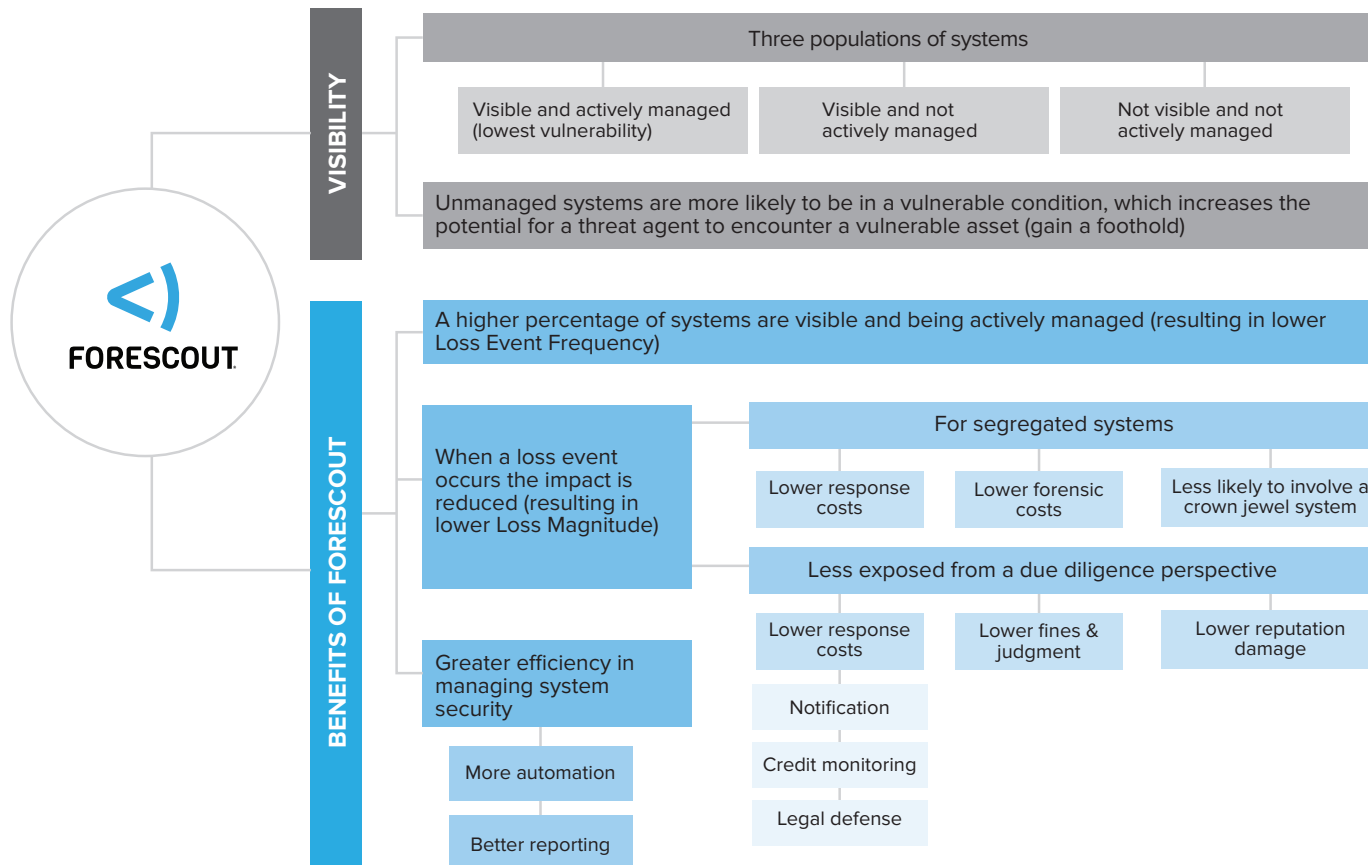 FORESCOUT
VISIBILITY
Three populations of systems
Visible and actively managed
(lowest vulnerability)
Visible and not
actively managed
Not visible and not
actively managed
Unmanaged systems are more likely to be in a vulnerable condition, which increases the
potential for a threat agent to encounter a vulnerable asset (gain a foothold)
BENEFITS OF FORESCOUT
A higher percentage of systems are visible and being actively managed (resulting in lower
Loss Event Frequency)
When a loss event
occurs the impact is
reduced (resulting in
lower Loss Magnitude)
For segregated systems
Lower response
costs
Lower forensic
costs
Less likely to involve a
crown jewel system
Less exposed from a due diligence perspective
Lower response
costs
Notification
Credit monitoring
Legal defense
Lower fines &
judgment
Lower reputation
damage
Greater efficiency in
managing system
security
More automation
Better reporting